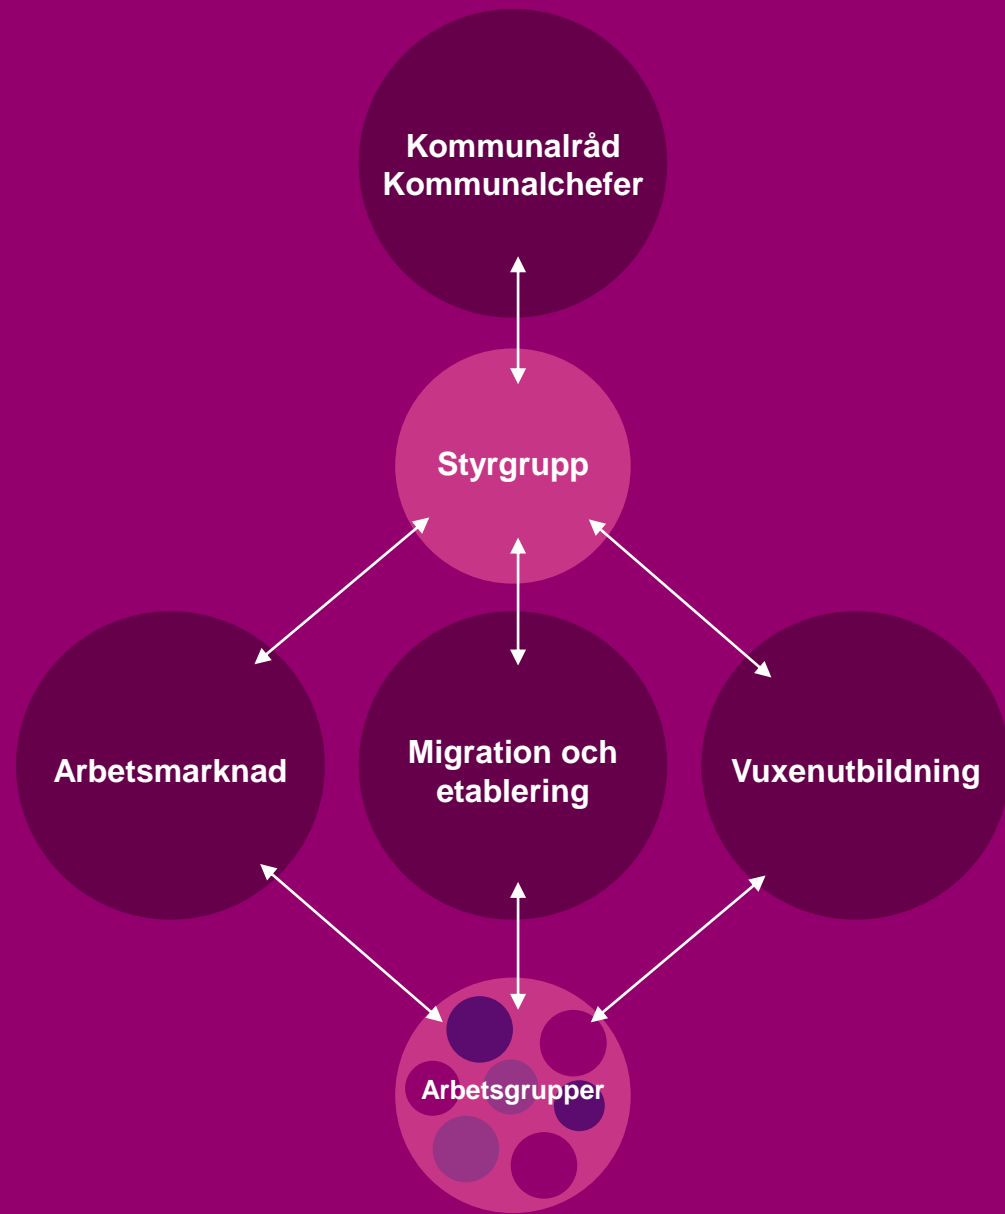 Kommunalråd
Kommunalchefer
Styrgrupp
Arbetsmarknad
Migration och
etablering
Vuxenutbildning
Arbetsgrupper